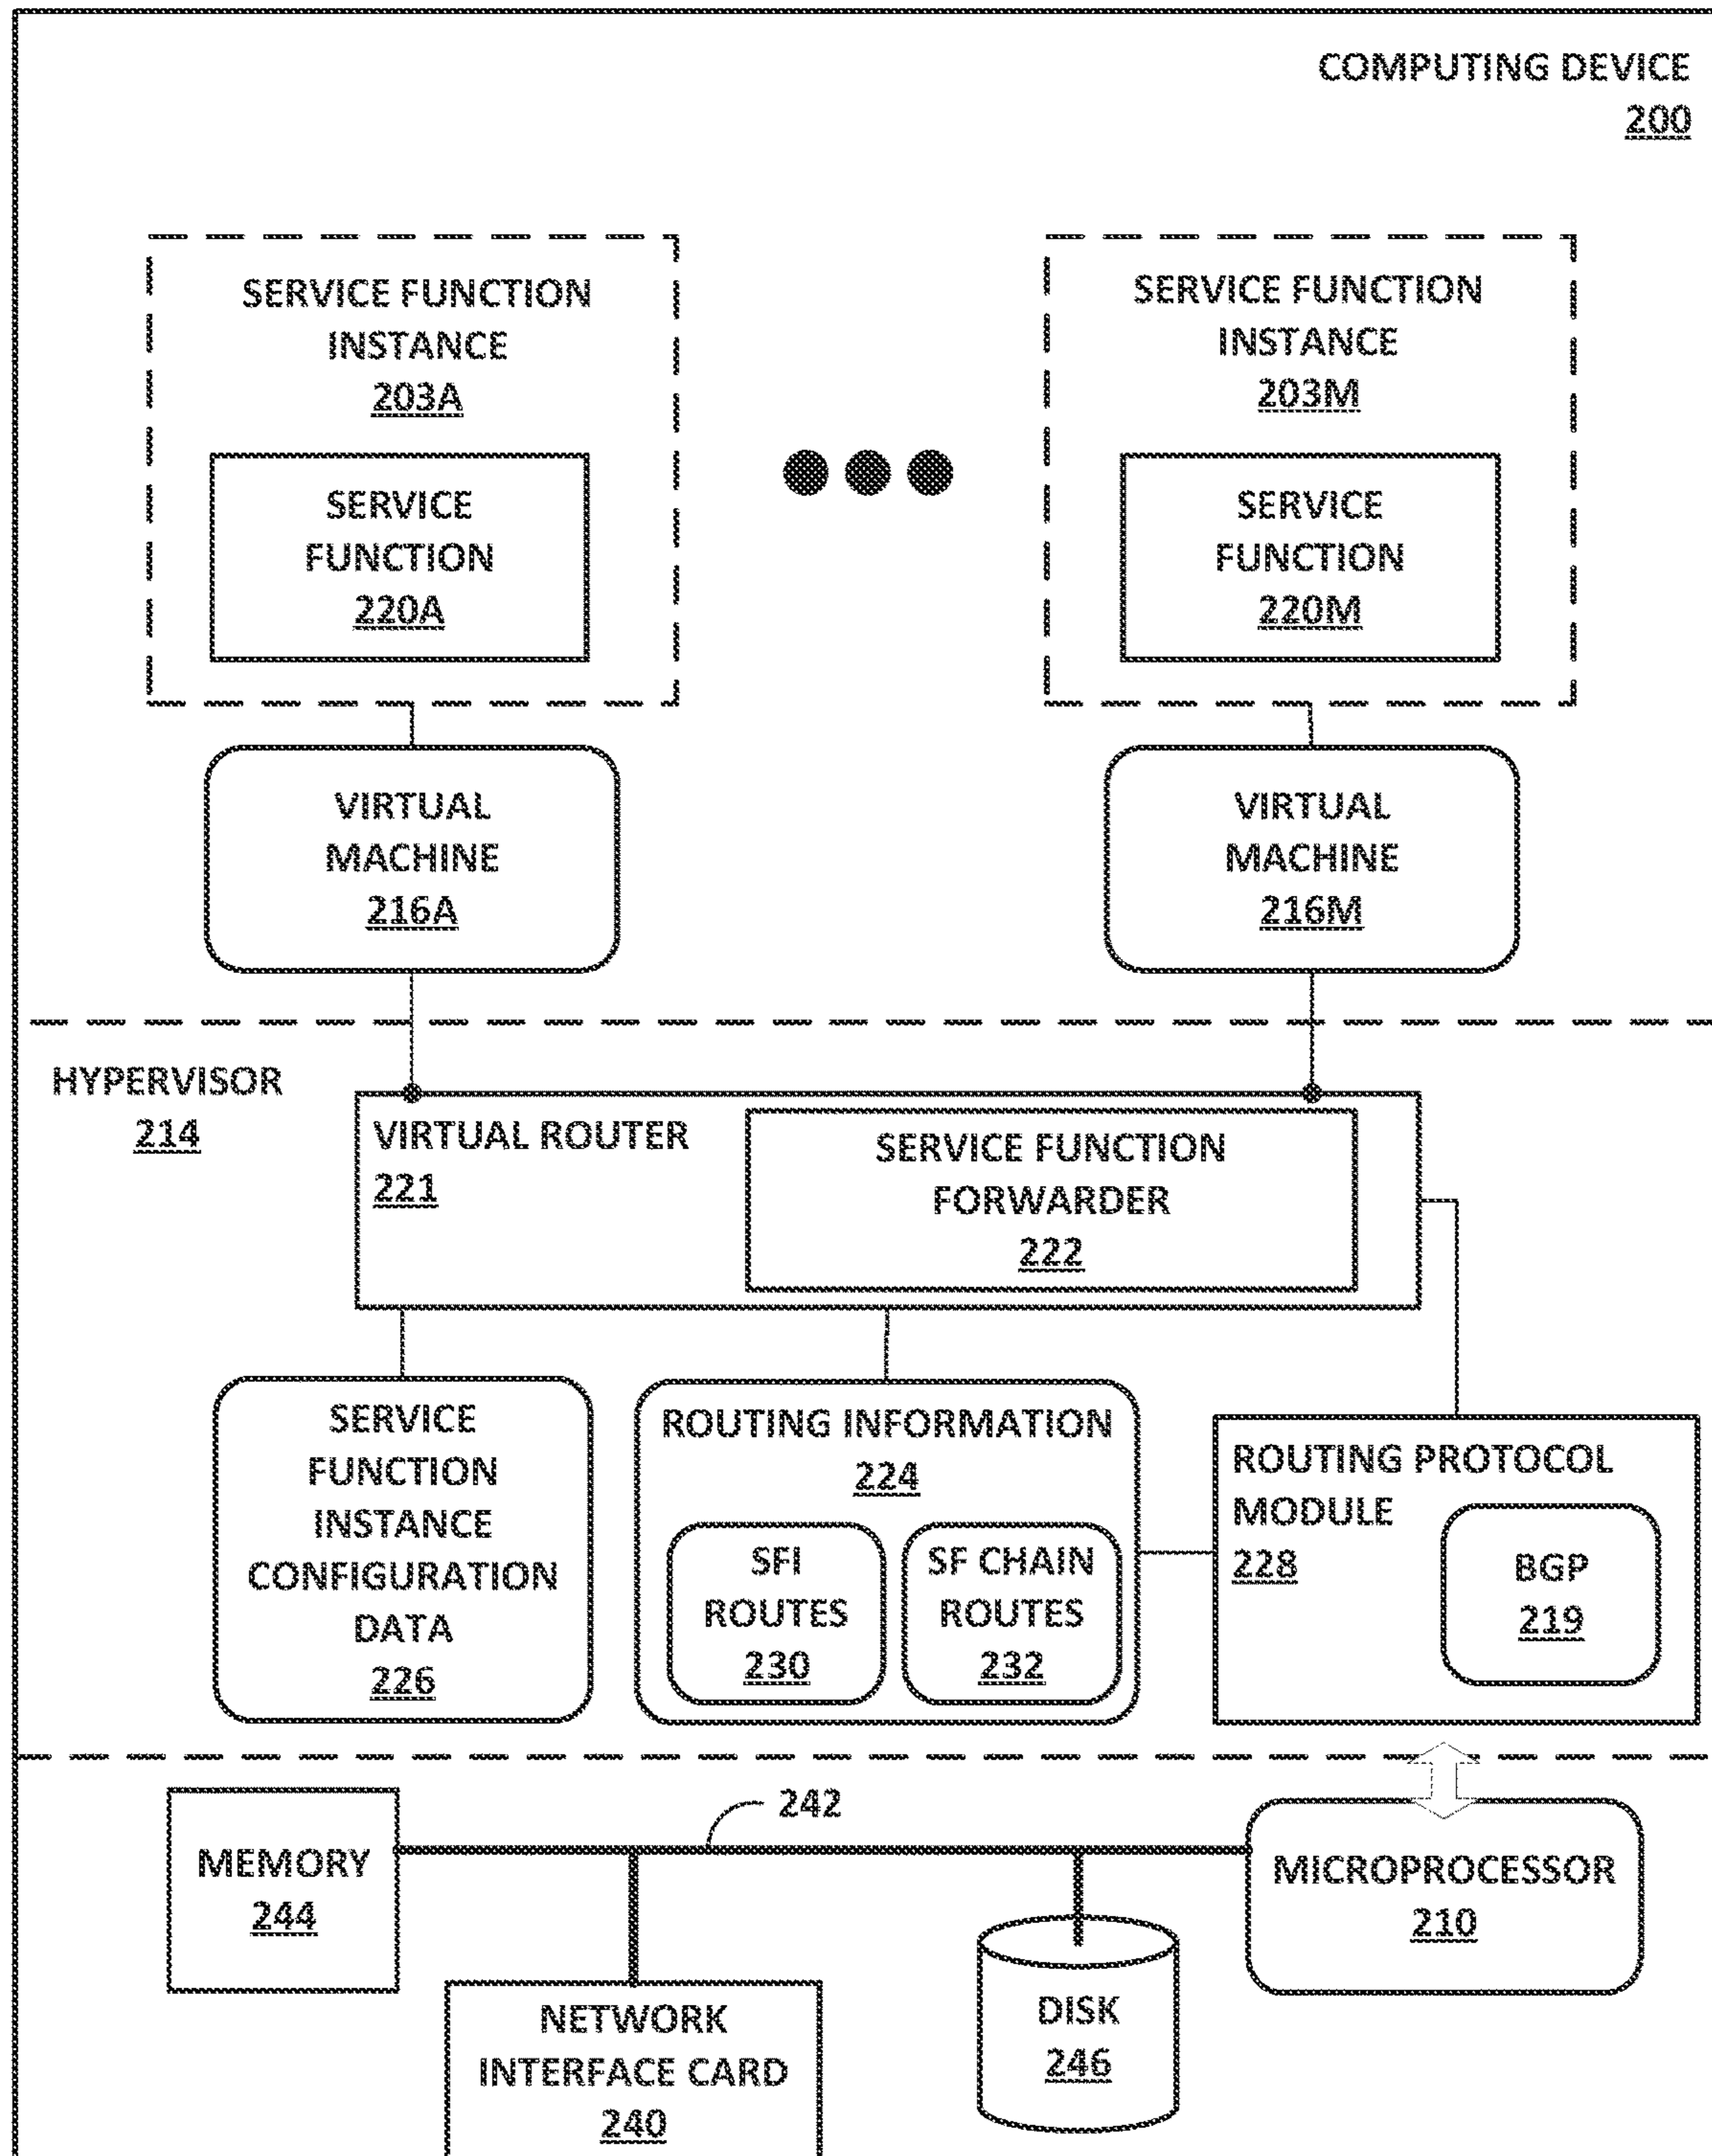 COMPUTING DEVICE
200
SERVICE FUNCTION
INSTANCE
203A
SERVICE
FUNCTION
220A
SERVICE FUNCTION
INSTANCE
203M
SERVICE
FUNCTION
220M
VIRTUAL
MACHINE
216A
VIRTUAL
MACHINE
216M
HYPERVISOR
214
VIRTUAL ROUTER
221
SERVICE FUNCTION
FORWARDER
222
SERVICE
FUNCTION
INSTANCE
CONFIGURATION
DATA
226
ROUTING INFORMATION
224
SFI
ROUTES
230
SF CHAIN
ROUTES
232
ROUTING PROTOCOL
MODULE
228
BGP
219
242
MEMORY
244
NETWORK
INTERFACE CARD
240
DISK
246
MICROPROCESSOR
210